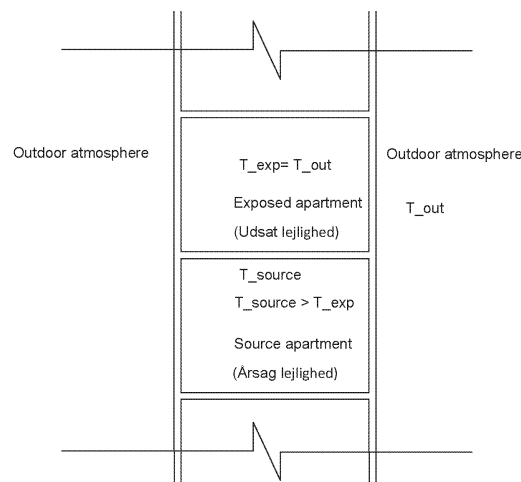 Outdoor atmosphere
T_exp= T_out
Exposed apartment
(Udsat lejlighed)
Outdoor atmosphere
T_out
T_source
T_source > T_exp
Source apartment
(Årsag lejlighed)